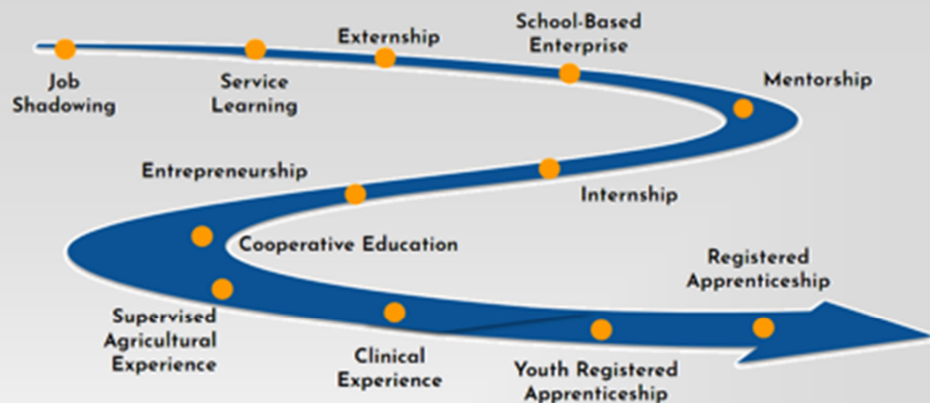 Job
Shadowing
Service
Learning
Externship
School-Based
Enterprise
Mentorship
Internship
Entrepreneurship
Cooperative Education
Supervised
Agricultural
Experience
Clinical
Experience
Youth Registered
Apprenticeship
Registered
Apprenticeship